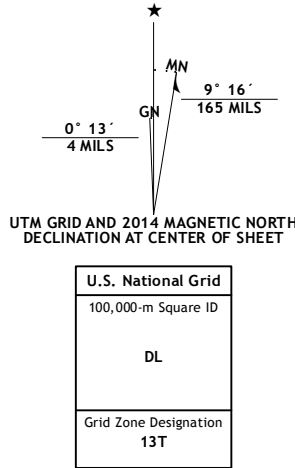 ★
MN
GN
9° 16´
165 MILS
0° 13´
4 MILS
UTM GRID AND 2014 MAGNETIC NORTH
DECLINATION AT CENTER OF SHEET
U.S. National Grid
100,000-m Square ID
DL
Grid Zone Designation
13T